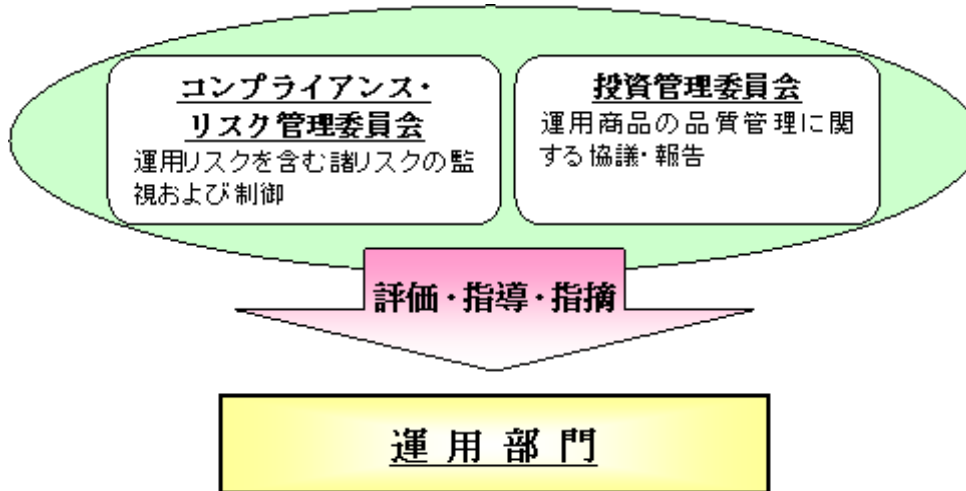 コンプライアンス・
リスク管理委員会
運用リスクを含む諸リスクの監
視および制御
投資管理委員会
運用商品の品質管理に関
する協議・報告
評価・指導・指摘
運用部門